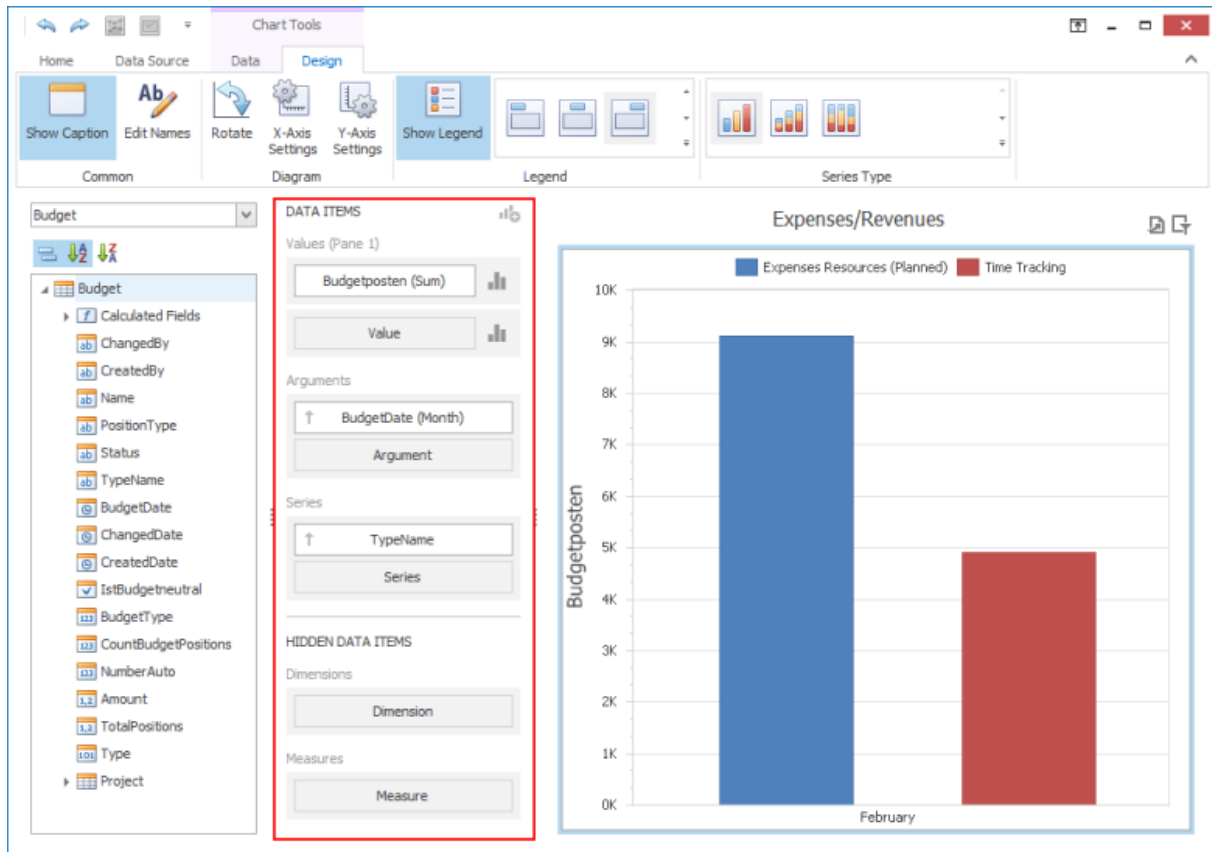 Chart Tools
Home Data Source Data Design
Show Caption
Edit Names
Rotate
X-Axis Settings
Y-Axis Settings
Show Legend
Common Diagram Legend Series Type
Budget
Budget
Calculated Fields
ChangedBy
CreatedBy
Name
PositionType
Status
TypeName
BudgetDate
ChangedDate
CreatedDate
IstBudgetneutral
BudgetType
CountBudgetPositions
NumberAuto
Amount
TotalPositions
Type
Project
DATA ITEMS
Values (Pane 1)
Budgetposten (Sum)
Value
Arguments
BudgetDate (Month)
Argument
Series
TypeName
Series
HIDDEN DATA ITEMS
Dimensions
Dimension
Measures
Measure
Expenses/Revenues
Expenses Resources (Planned) Time Tracking
Budgetposten
10K
9K
8K
7K
6K
5K
4K
3K
2K
1K
0K
February